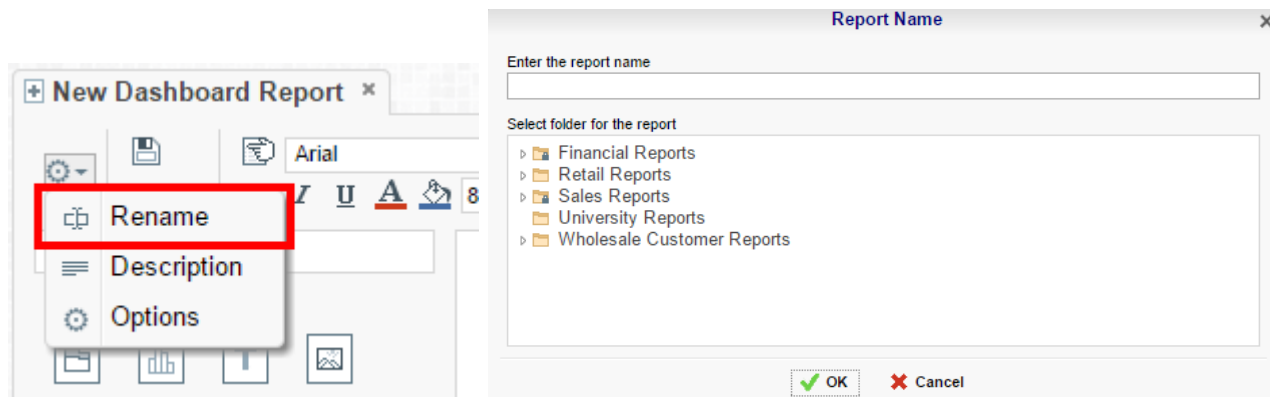 New Dashboard Report ×
Arial
I U A 8
Rename
Description
Options
T
Report Name ×
Enter the report name
Select folder for the report
Financial Reports
Retail Reports
Sales Reports
University Reports
Wholesale Customer Reports
OK Cancel